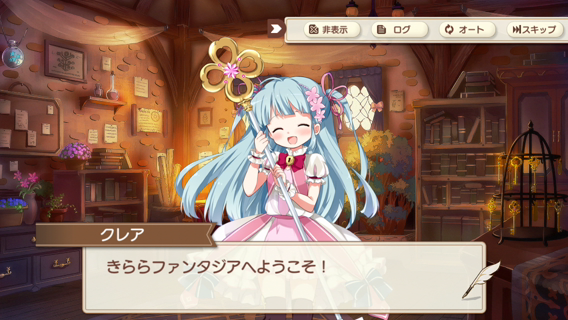 非表示
ログ
オート
スキップ
クレア
きららファンタジアへようこそ！